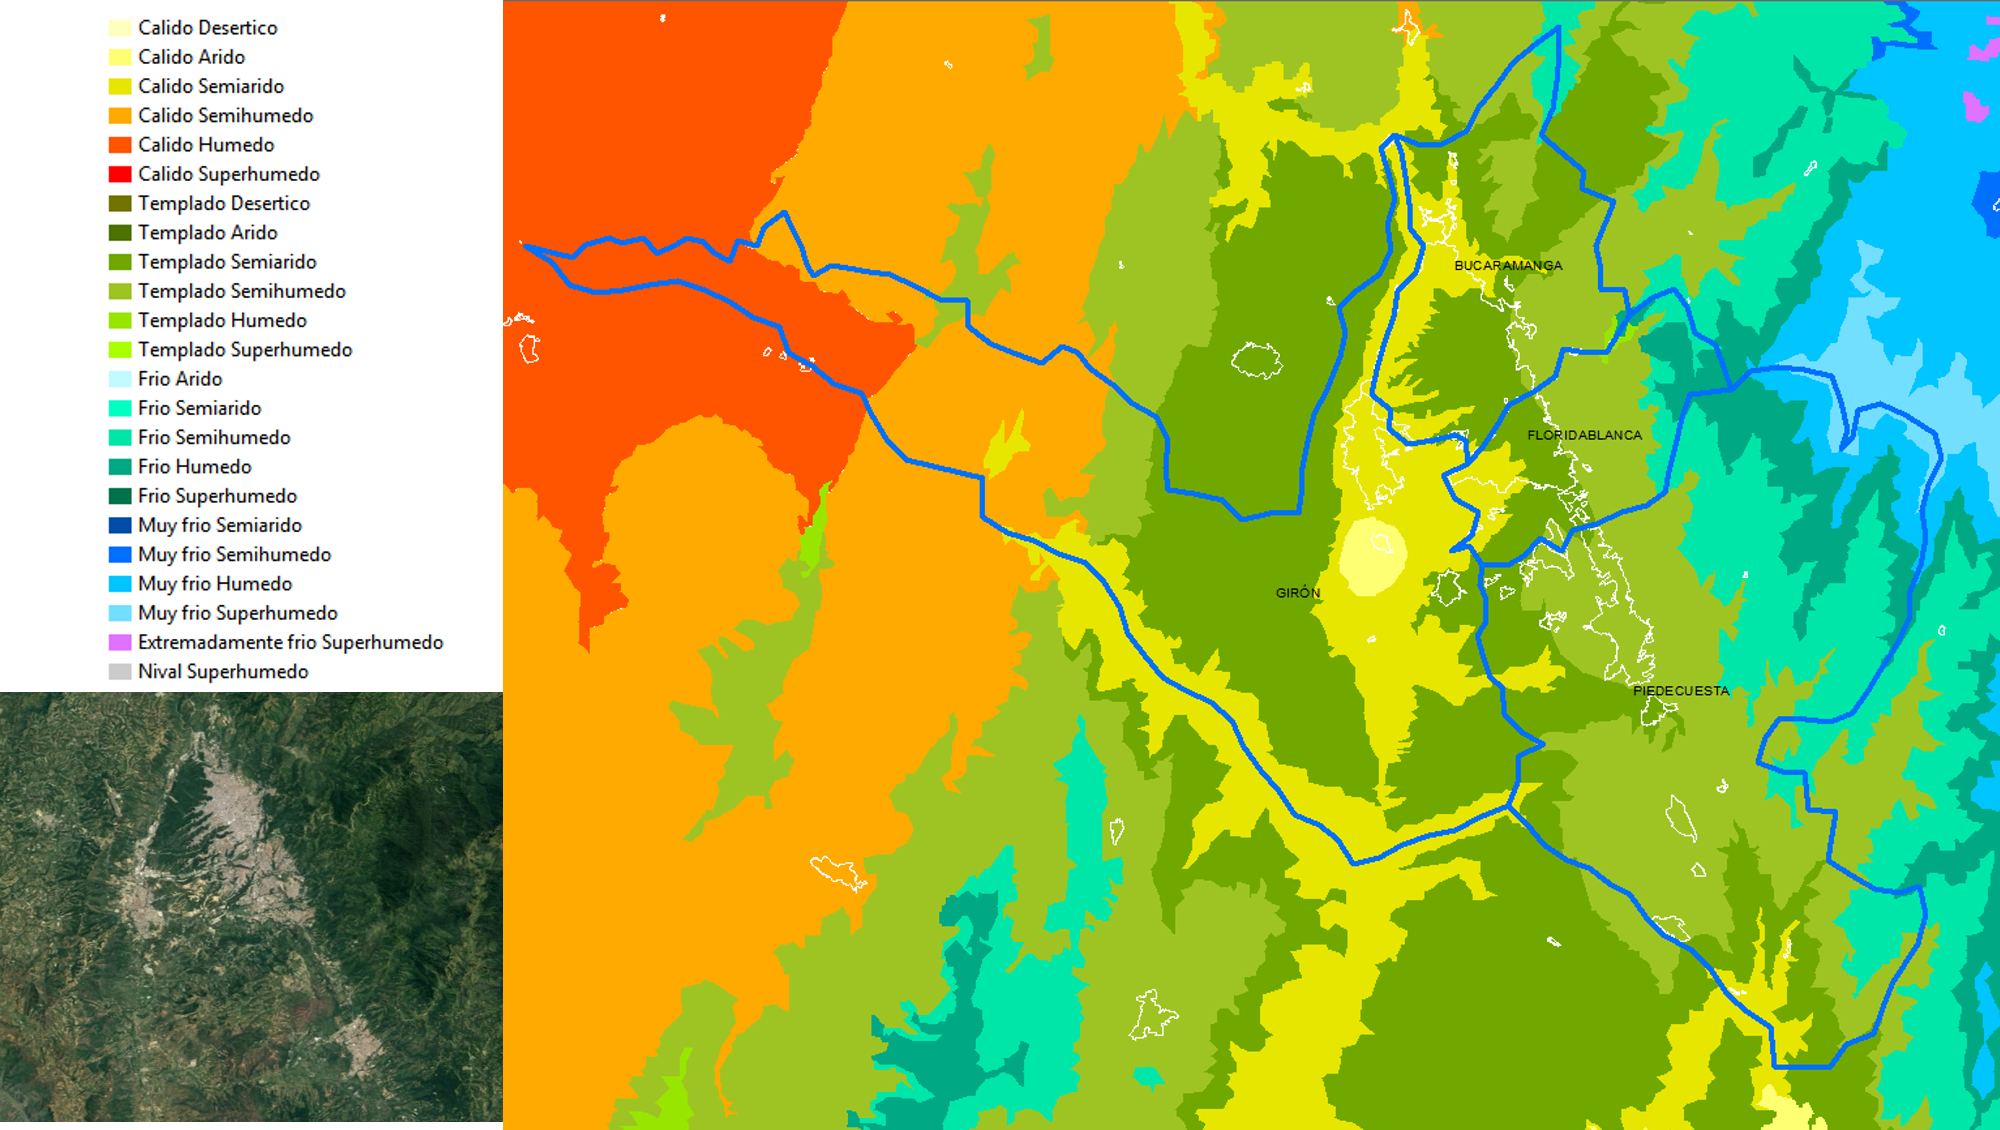 Calido Desertico
Calido Arido
Calido Semiarido
Calido Semihumedo
Calido Humedo
Calido Superhumedo
Templado Desertico
Templado Arido
Templado Semiarido
Templado Semihumedo
Templado Humedo
Templado Superhumedo
Frio Arido
Frio Semiarido
Frio Semihumedo
Frio Humedo
Frio Superhumedo
Muy frio Semiarido
Muy frio Semihumedo
Muy frio Humedo
Muy frio Superhumedo
Extremadamente frio Superhumedo
Nival Superhumedo
BUCARAMANGA
FLORIDABLANCA
GIRÓN
PIEDECUESTA